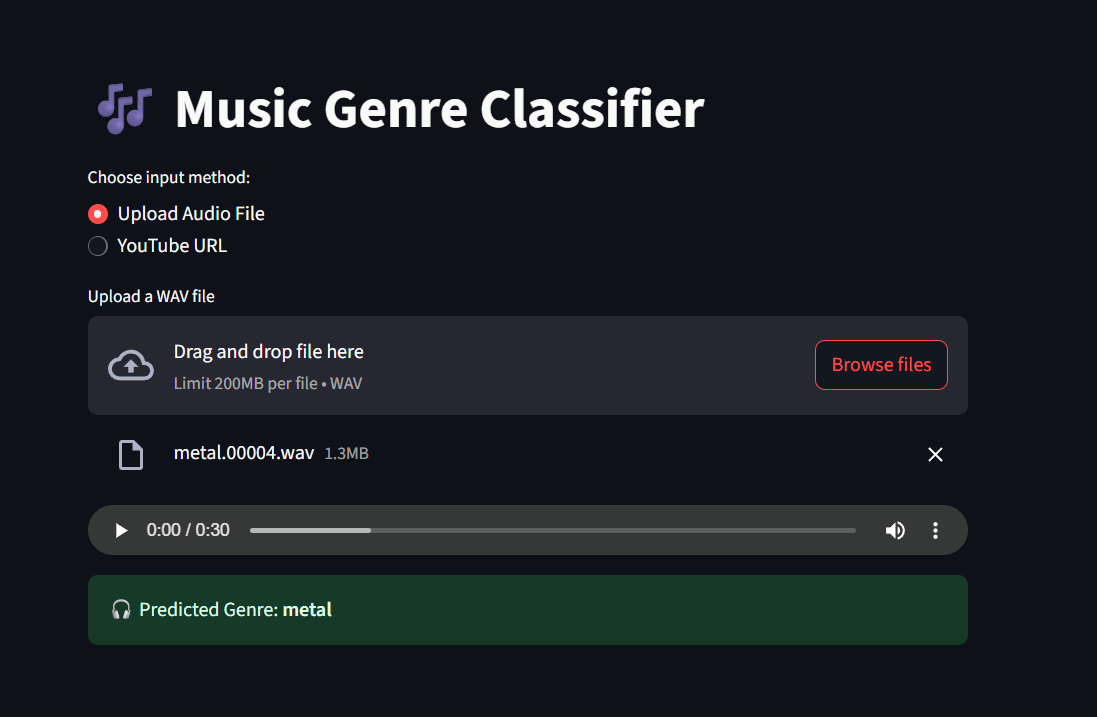 🎶 Music Genre Classifier
Choose input method:
Upload Audio File
YouTube URL
Upload a WAV file
Drag and drop file here
Limit 200MB per file • WAV
Browse files
metal.00004.wav 1.3MB
0:00 / 0:30
🎧 Predicted Genre: metal